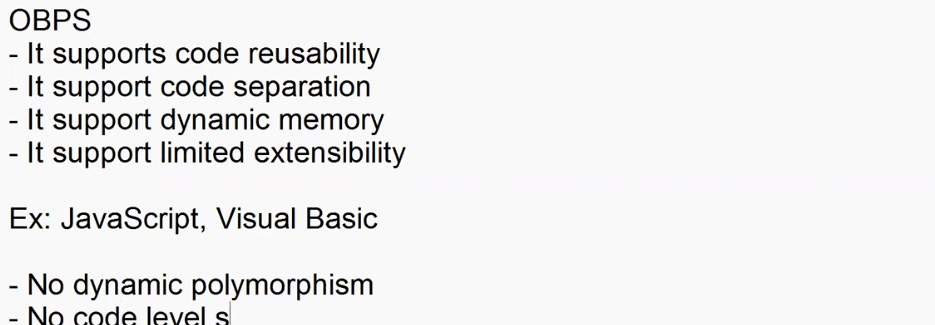 OBPS
- It supports code reusability
- It support code separation
- It support dynamic memory
- It support limited extensibility
Ex: JavaScript, Visual Basic
- No dynamic polymorphism
- No code level s